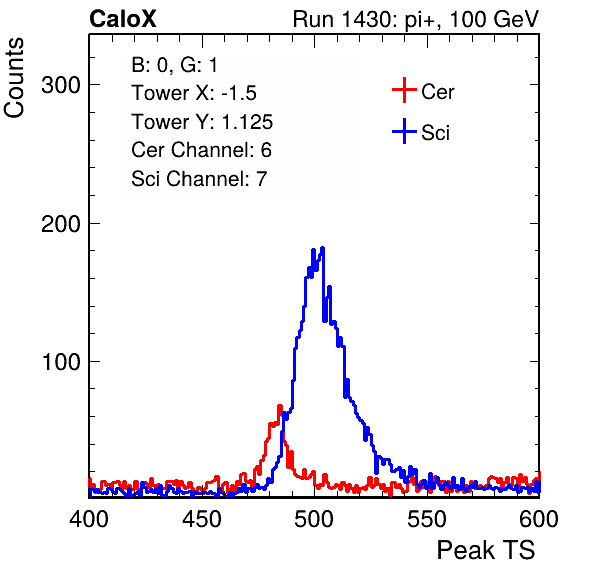 CaloX Run 1430: pi+, 100 GeV
Counts
B: 0, G: 1
Tower X: -1.5
Tower Y: 1.125
Cer Channel: 6
Sci Channel: 7
Cer
Sci
300
200
100
400 450 500 550 600
Peak TS